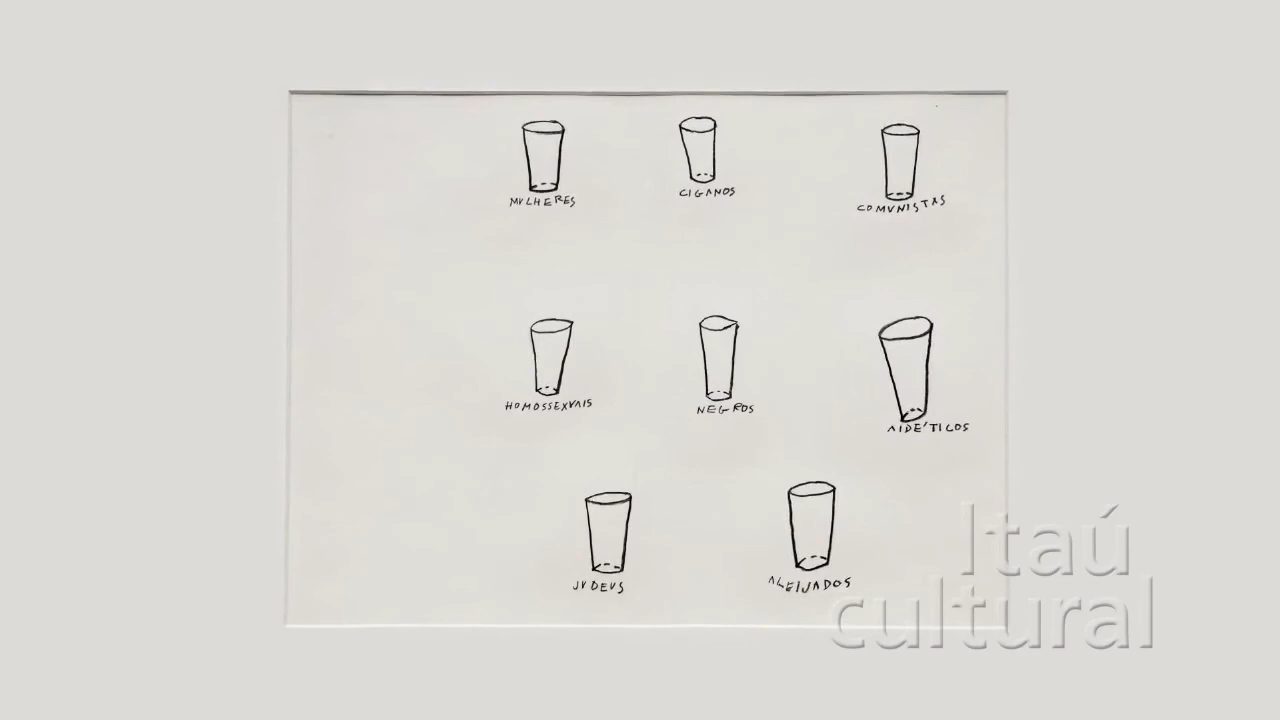 MULHERES
CIGANOS
COMUNISTAS
HOMOSSEXUAIS
NEGROS
AIDÉTICOS
JUDEUS
ALEIJADOS
Itaú
cultural